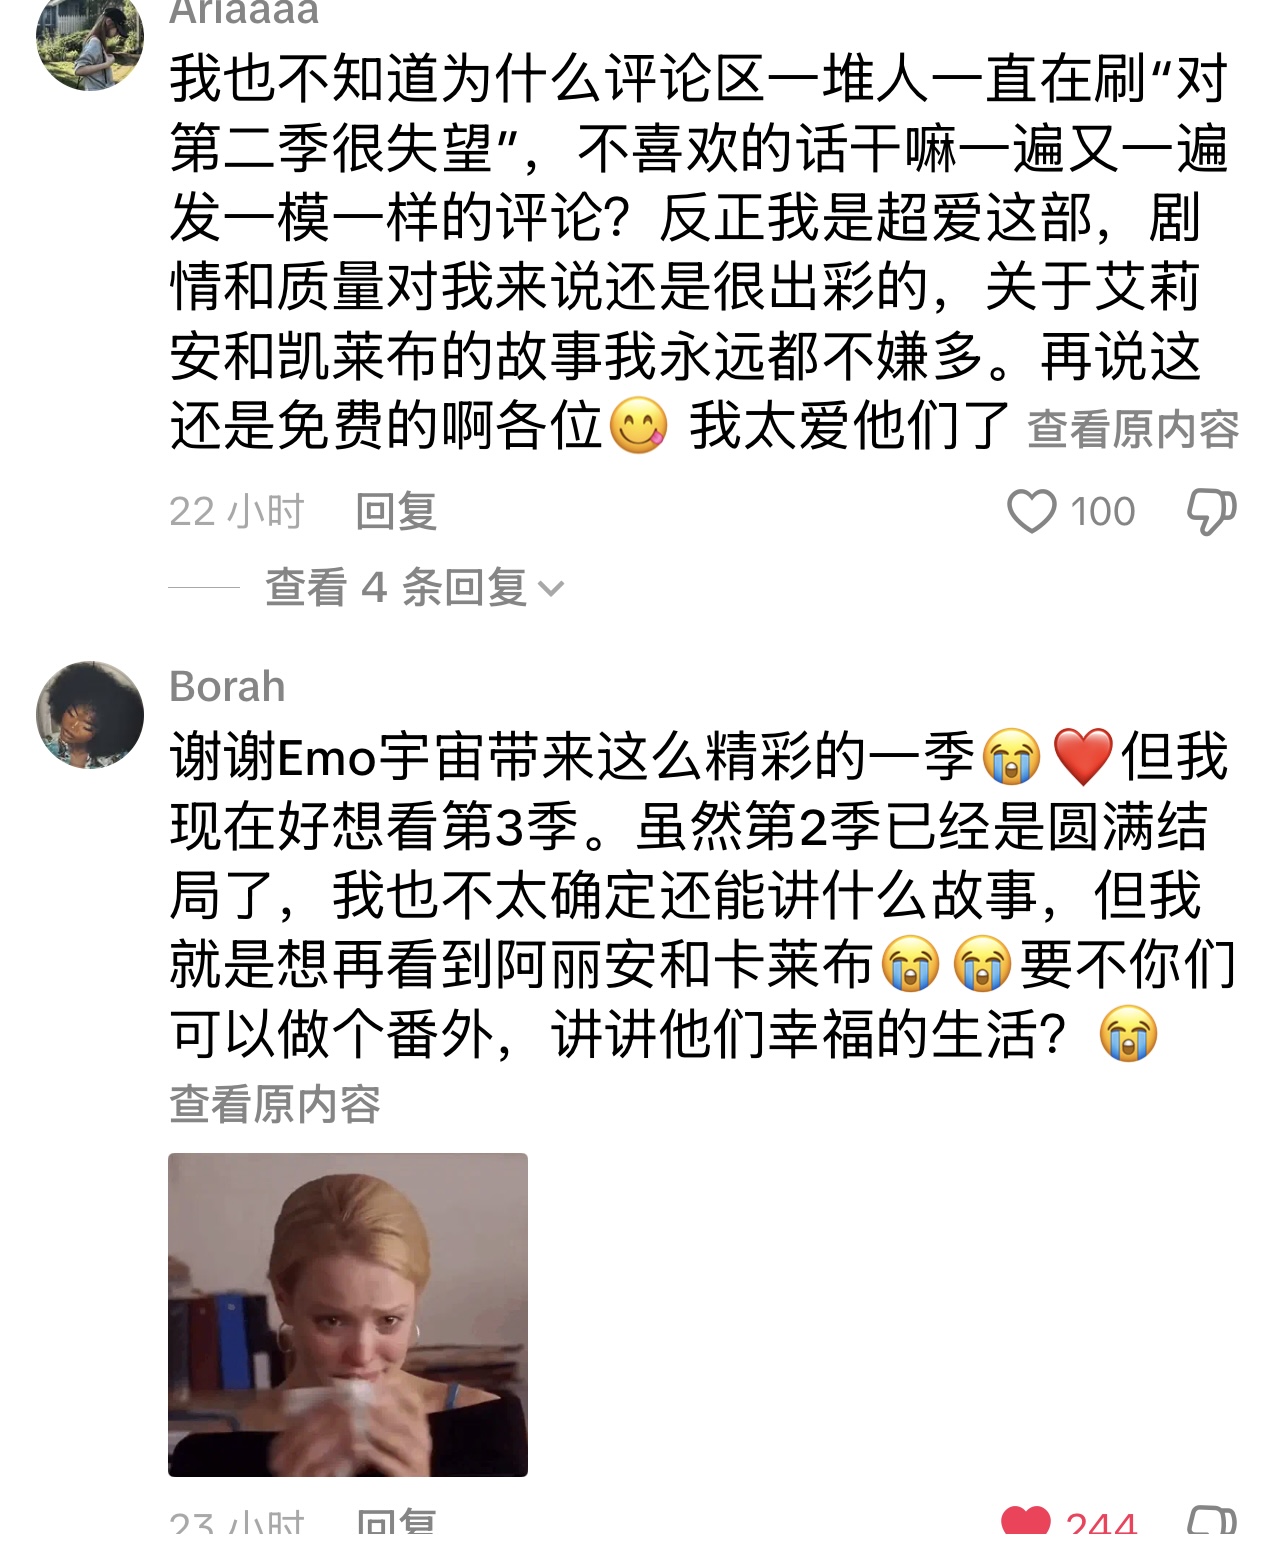 Ariaaaa
我也不知道为什么评论区一堆人一直在刷“对
第二季很失望”，不喜欢的话干嘛一遍又一遍
发一模一样的评论？反正我是超爱这部，剧
情和质量对我来说还是很出彩的，关于艾莉
安和凯莱布的故事我永远都不嫌多。再说这
还是免费的啊各位😋 我太爱他们了 查看原内容
22 小时 回复 100
查看 4 条回复
Borah
谢谢Emo宇宙带来这么精彩的一季😭❤️但我
现在好想看第3季。虽然第2季已经是圆满结
局了，我也不太确定还能讲什么故事，但我
就是想再看到阿丽安和卡莱布😭😭要不你们
可以做个番外，讲讲他们幸福的生活？😭
查看原内容
23 小时 回复 244